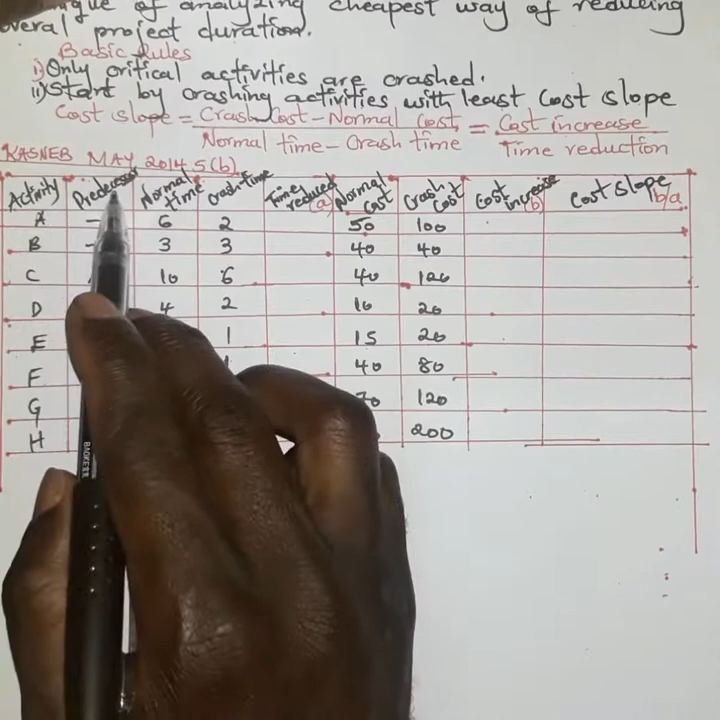 of analyzing cheapest way of reducing
overal project duration.
Basic Rules
i) Only critical activities are crashed.
ii) Start by crashing activities with least Cost slope
Cost slope = Crash Cost - Normal Cost = Cost increase
Normal time - Crash time Time reduction
KASNEB MAY 2014 5(b)
Activity Predecessor Normal time Crash time Time reduced (a) Normal cost Crash Cost Cost increase (b) Cost slope b/a
A - 6 2 50 100
B - 3 3 40 40
C 10 6 40 120
D 4 2 10 20
E 1 15 20
F 40 80
G 120
H 200
BADKE